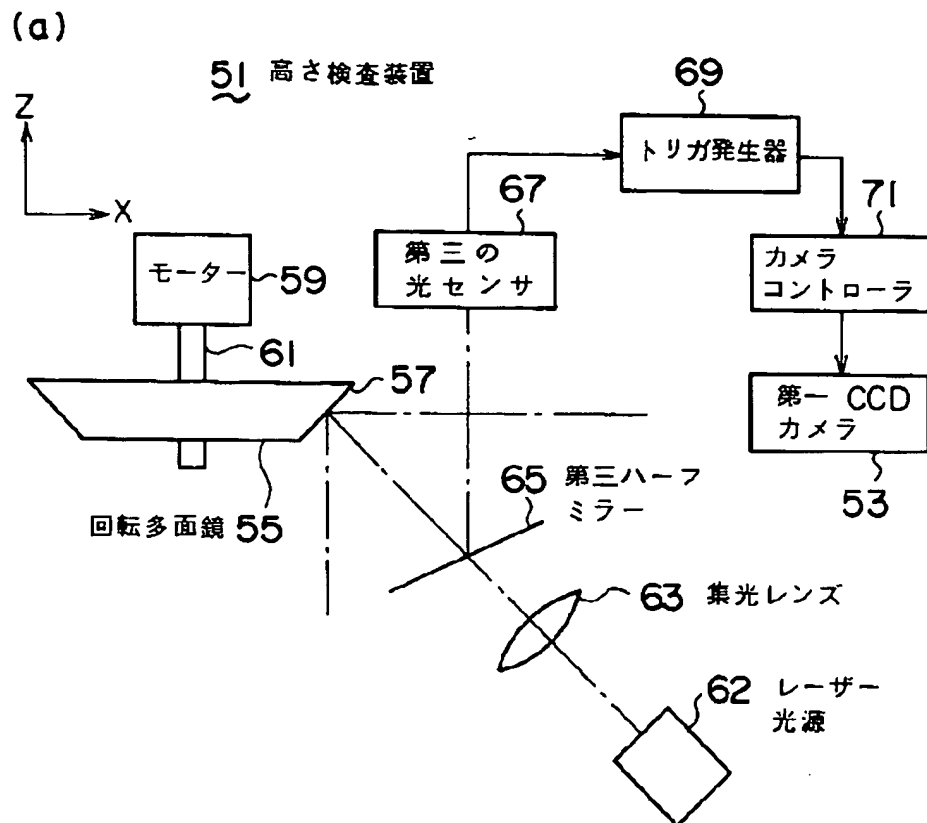 (a)
51 高さ検査装置
Z
X
69
トリガ発生器
67
第三の
光センサ
71
カメラ
コントローラ
モーター 59
61
57
第一 CCD
カメラ
53
65 第三ハーフ
ミラー
回転多面鏡 55
63 集光レンズ
62 レーザー
光源